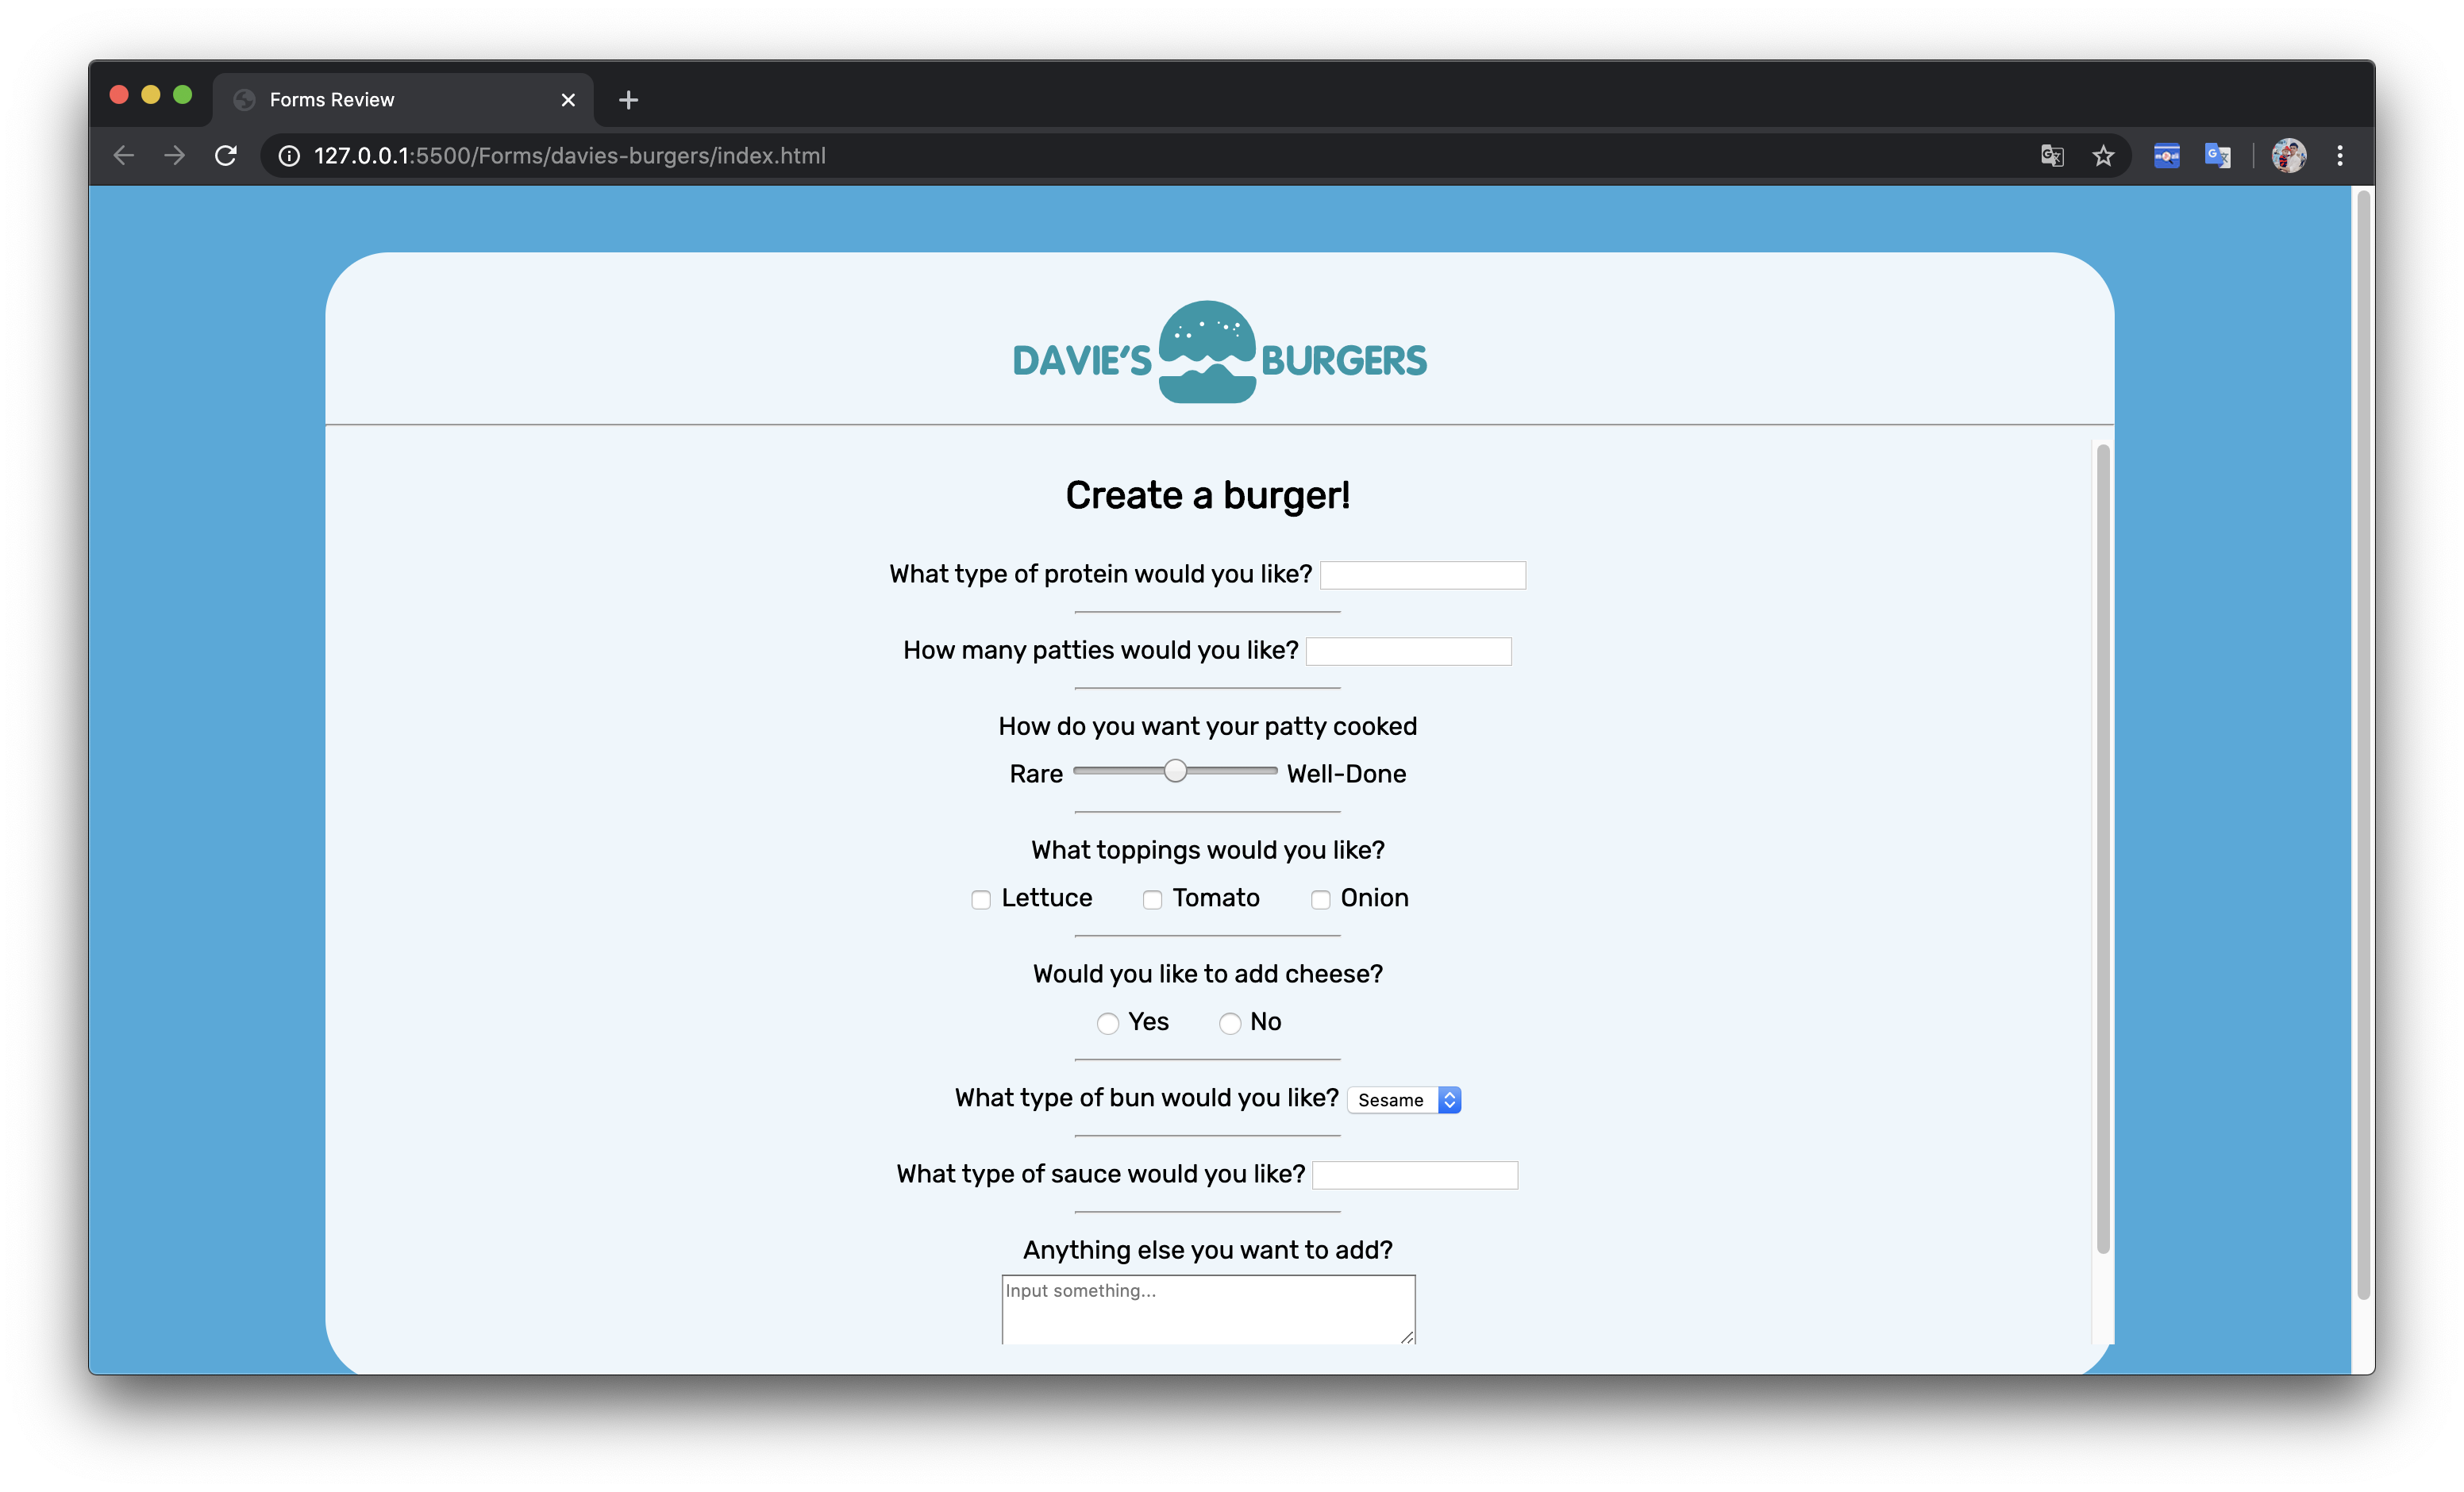 Forms Review
127.0.0.1:5500/Forms/davies-burgers/index.html
DAVIE'S BURGERS
Create a burger!
What type of protein would you like?
How many patties would you like?
How do you want your patty cooked
Rare Well-Done
What toppings would you like?
Lettuce Tomato Onion
Would you like to add cheese?
Yes No
What type of bun would you like? Sesame
What type of sauce would you like?
Anything else you want to add?
Input something...